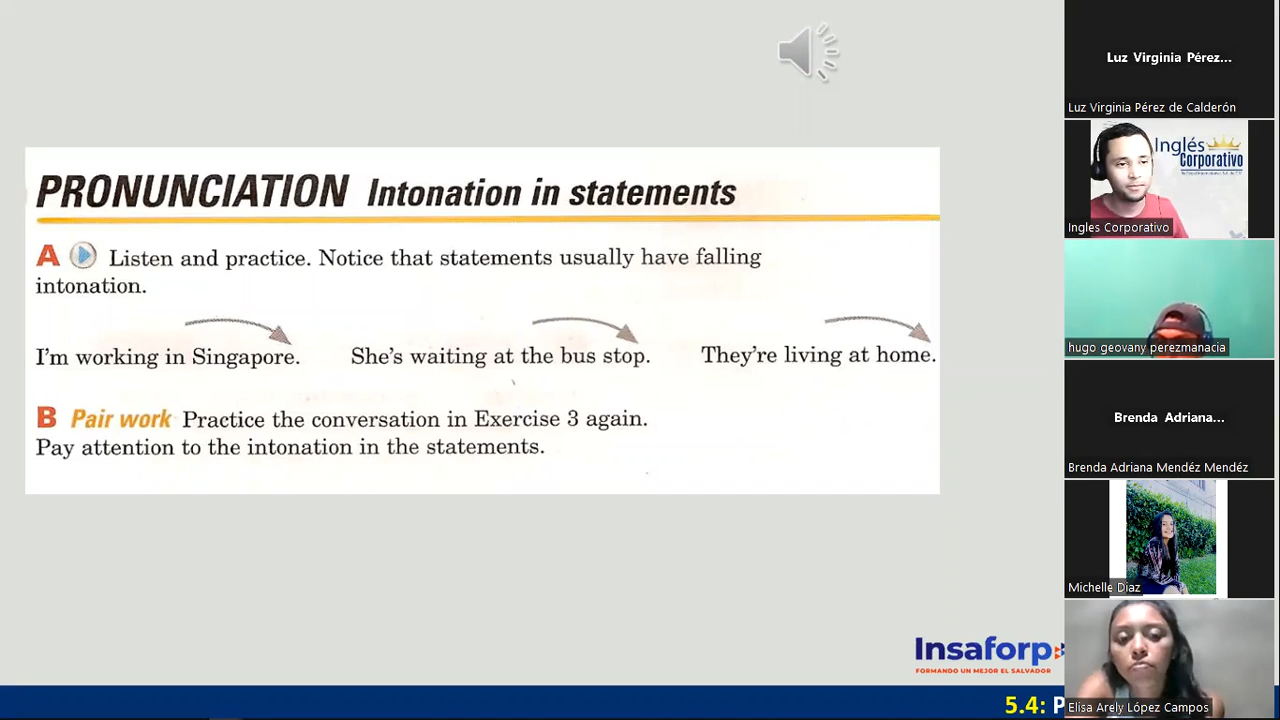 PRONUNCIATION Intonation in statements
A Listen and practice. Notice that statements usually have falling
intonation.
I'm working in Singapore. She's waiting at the bus stop. They're living at home.
B Pair work Practice the conversation in Exercise 3 again.
Pay attention to the intonation in the statements.
Insaforp
FORMANDO UN MEJOR EL SALVADOR
5.4: P
Luz Virginia Pérez...
Luz Virginia Pérez de Calderón
Inglés
Corporativo
Ingles Corporativo
hugo geovany perezmanacia
Brenda Adriana...
Brenda Adriana Mendéz Mendéz
Michelle Diaz
Elisa Arely López Campos